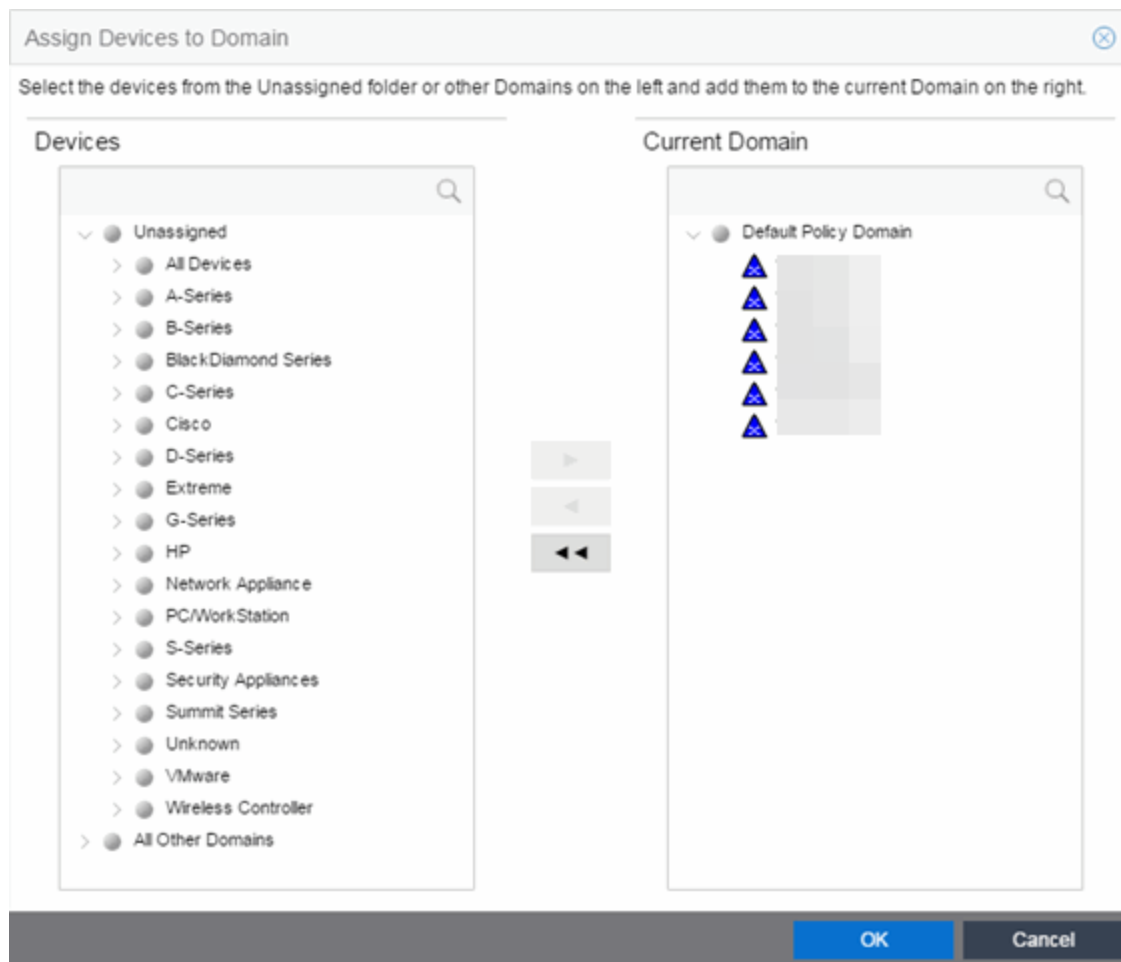 Assign Devices to Domain
Select the devices from the Unassigned folder or other Domains on the left and add them to the current Domain on the right.
Devices
Unassigned
All Devices
A-Series
B-Series
BlackDiamond Series
C-Series
Cisco
D-Series
Extreme
G-Series
HP
Network Appliance
PC/WorkStation
S-Series
Security Appliances
Summit Series
Unknown
VMware
Wireless Controller
All Other Domains
Current Domain
Default Policy Domain
OK
Cancel